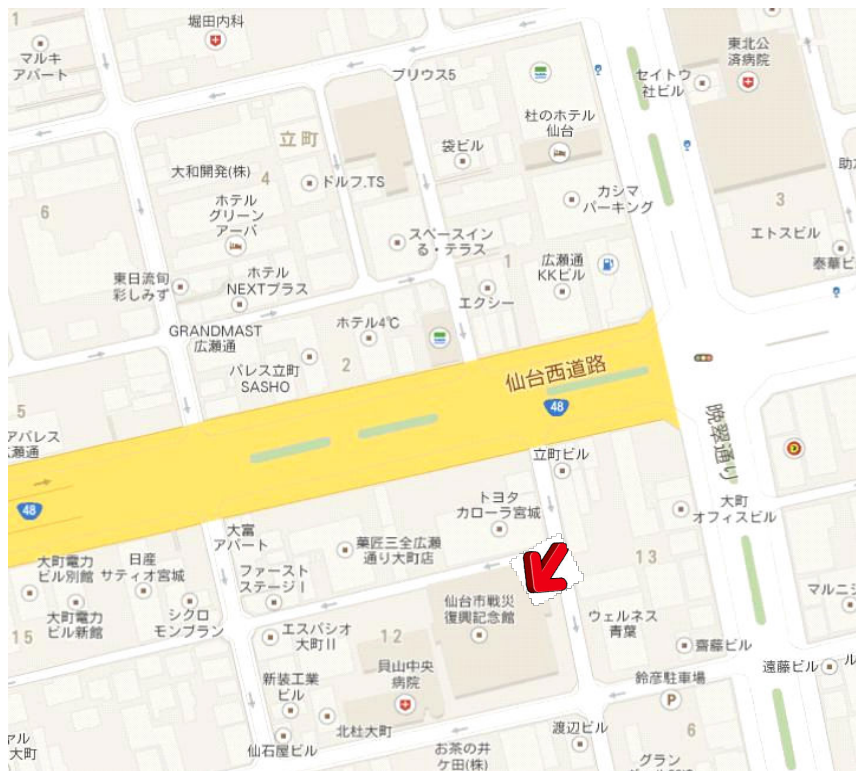 1
堀田内科
マルキ
アパート
プリウス5
セイトウ
社ビル
東北公
済病院
杜のホテル
仙台
立町
袋ビル
大和開発(株)
4
ドルフ.TS
カシマ
パーキング
3
ホテル
グリーン
アーバ
6
スペースイン
る・テラス
エトスビル
1
広瀬通
KKビル
東日流旬
彩しみず
ホテル
NEXTプラス
エクシー
GRANDMAST
広瀬通
ホテル4℃
2
パレス立町
SASHO
仙台西道路
48
5
アパレス
広瀬通
晩翠通り
立町ビル
トヨタ
カローラ宮城
大町
オフィスビル
48
大富
アパート
菓匠三全広瀬
通り大町店
13
大町電力
ビル別館
日産
サティオ宮城
ファースト
ステージⅠ
仙台市戦災
復興記念館
大町電力
ビル新館
シクロ
モンブラン
ウェルネス
青葉
15
エスパシオ
大町Ⅱ
12
齋藤ビル
貝山中央
病院
遠藤ビル
新装工業
ビル
鈴彦駐車場
P
北杜大町
渡辺ビル
6
仙石屋ビル
お茶の井
ケ田(株)
大町
グラン